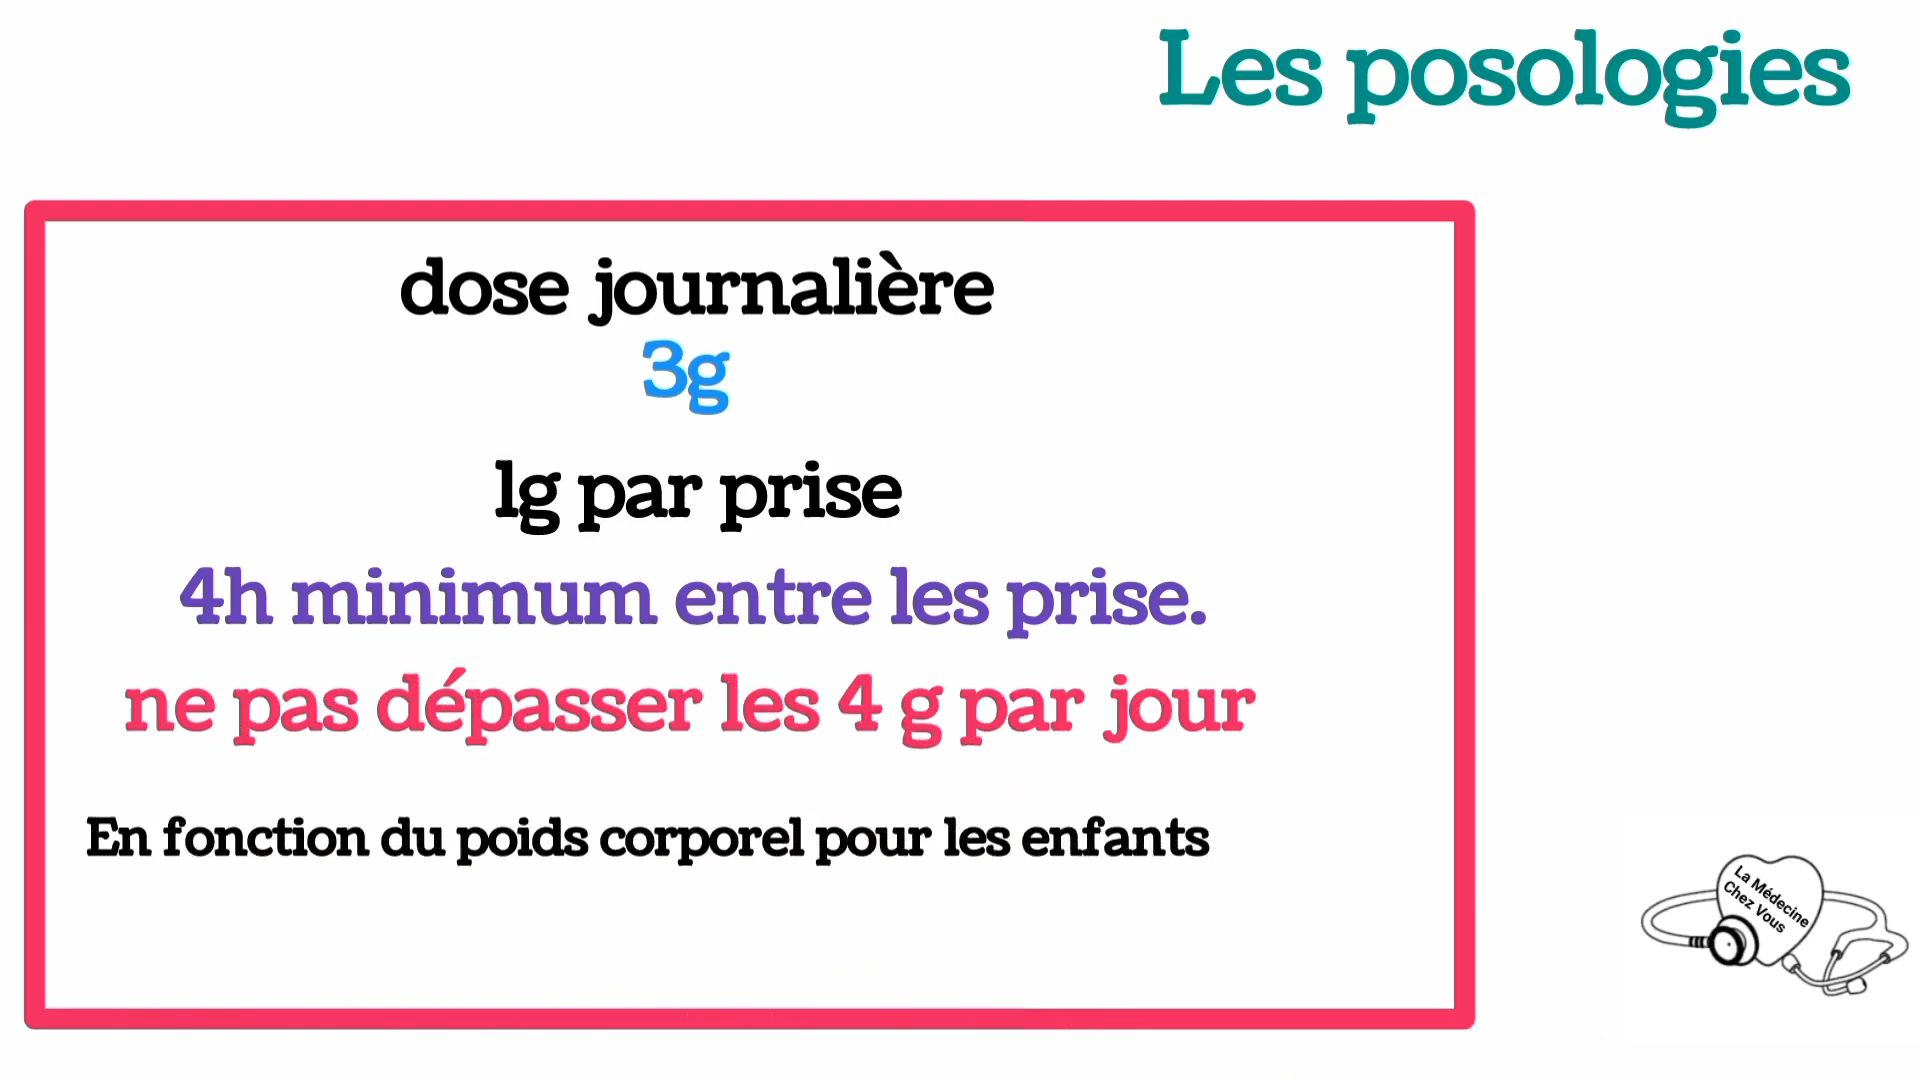 Les posologies
dose journalière
3g
1g par prise
4h minimum entre les prise.
ne pas dépasser les 4 g par jour
En fonction du poids corporel pour les enfants
La Médecine
Chez Vous